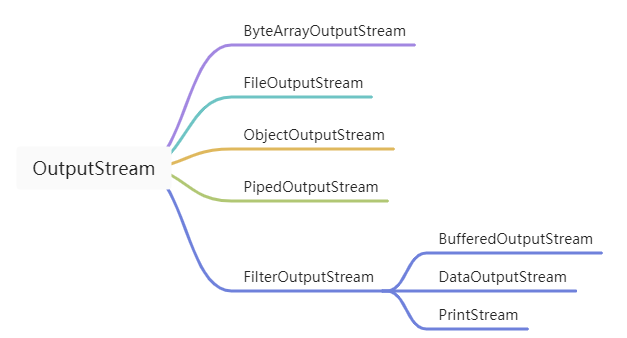 OutputStream
ByteArrayOutputStream
FileOutputStream
ObjectOutputStream
PipedOutputStream
FilterOutputStream
BufferedOutputStream
DataOutputStream
PrintStream